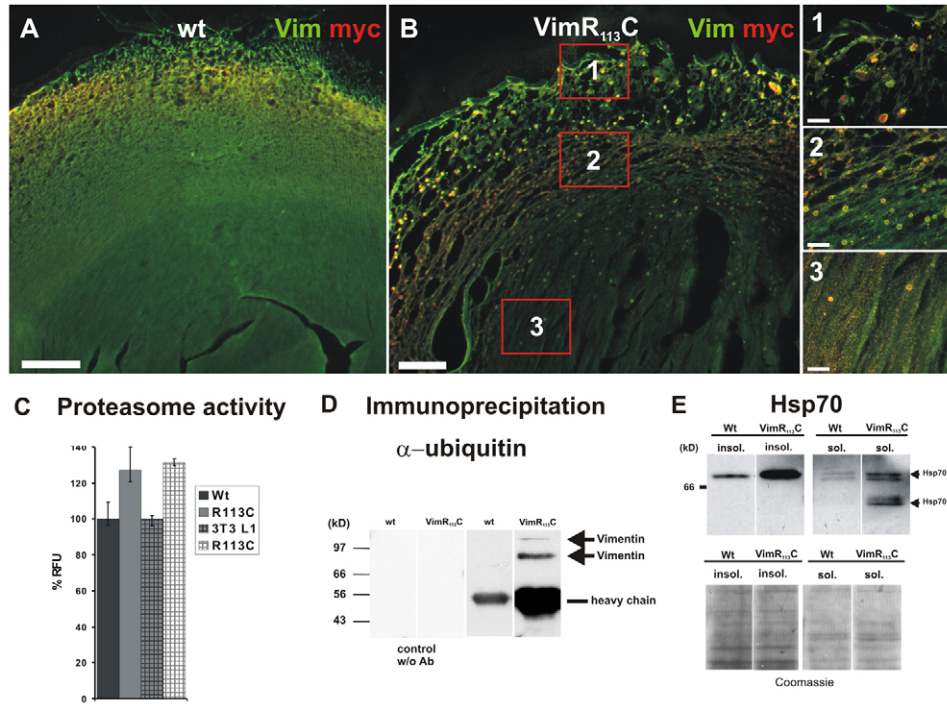 A wt Vim myc
B VimR113C Vim myc
1
2
3
1
2
3
C Proteasome activity
140
120
100
80
60
40
20
0
% RFU
Wt
R113C
3T3 L1
R113C
D Immunoprecipitation
α–ubiquitin
(kD) wt VimR113C wt VimR113C
97
66
56
43
Vimentin
Vimentin
heavy chain
control
w/o Ab
E Hsp70
Wt VimR113C Wt VimR113C
(kD) insol. insol. sol. sol.
66
Hsp70
Hsp70
Wt VimR113C Wt VimR113C
insol. insol. sol. sol.
Coomassie